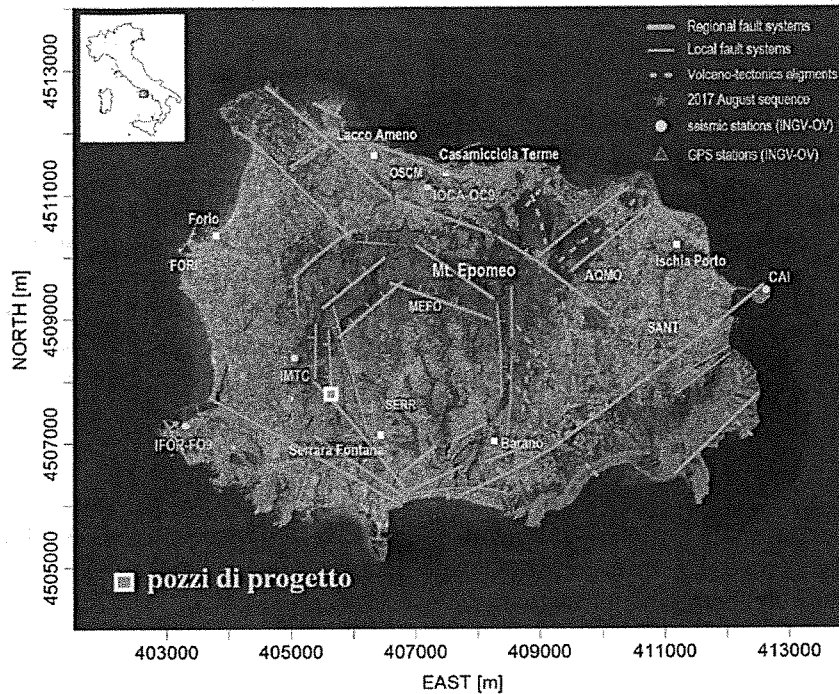 Regional fault systems
Local fault systems
Volcano-tectonics aligments
2017 August sequence
seismic stations (INGV-OV)
GPS stations (INGV-OV)
Lacco Ameno
Casamicciola Terme
OSCM
IOCA-OC9
Forio
FORI
Mt. Epomeo
Ischia Porto
AQMO
CAI
MEFO
SANT
IMTC
SERR
IFOR-FO9
Serrara Fontana
Barano
pozzi di progetto
NORTH [m]
4513000
4511000
4509000
4507000
4505000
403000 405000 407000 409000 411000 413000
EAST [m]